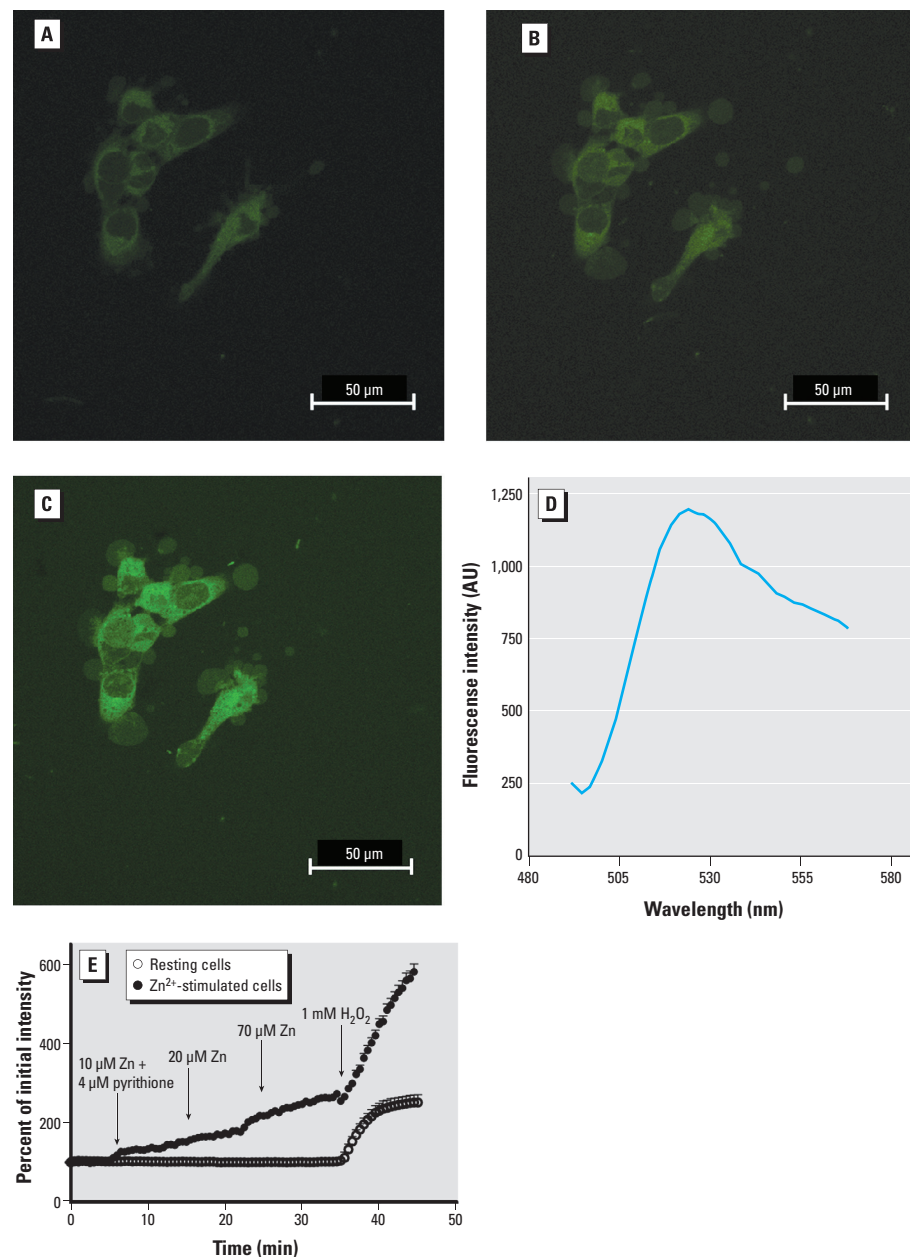 A
50 µm
B
50 µm
C
50 µm
D
Fluorescense intensity (AU)
1,250
1,000
750
500
250
0
480
505
530
555
580
Wavelength (nm)
E
Resting cells
Zn²⁺-stimulated cells
Percent of initial intensity
600
400
200
0
10 µM Zn +
4 µM pyrithione
20 µM Zn
70 µM Zn
1 mM H₂O₂
0
10
20
30
40
50
Time (min)